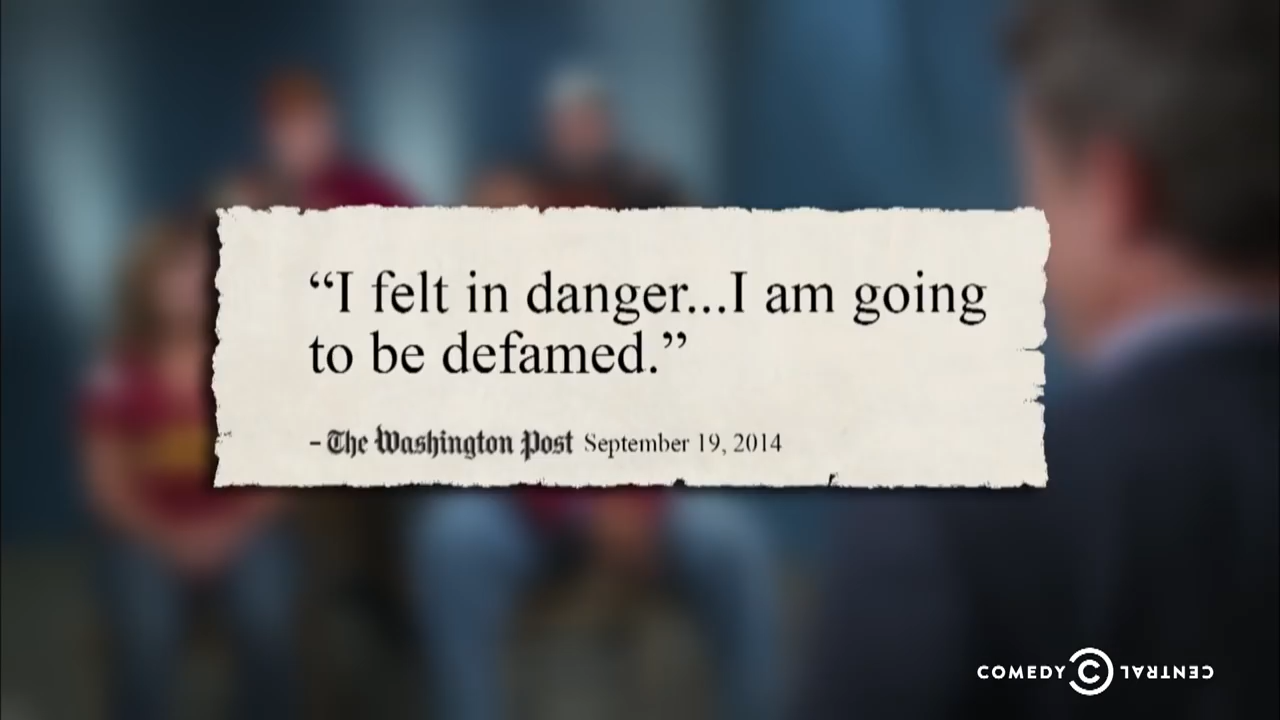 “I felt in danger...I am going
to be defamed.”
– The Washington Post September 19, 2014
COMEDY C CENTRAL